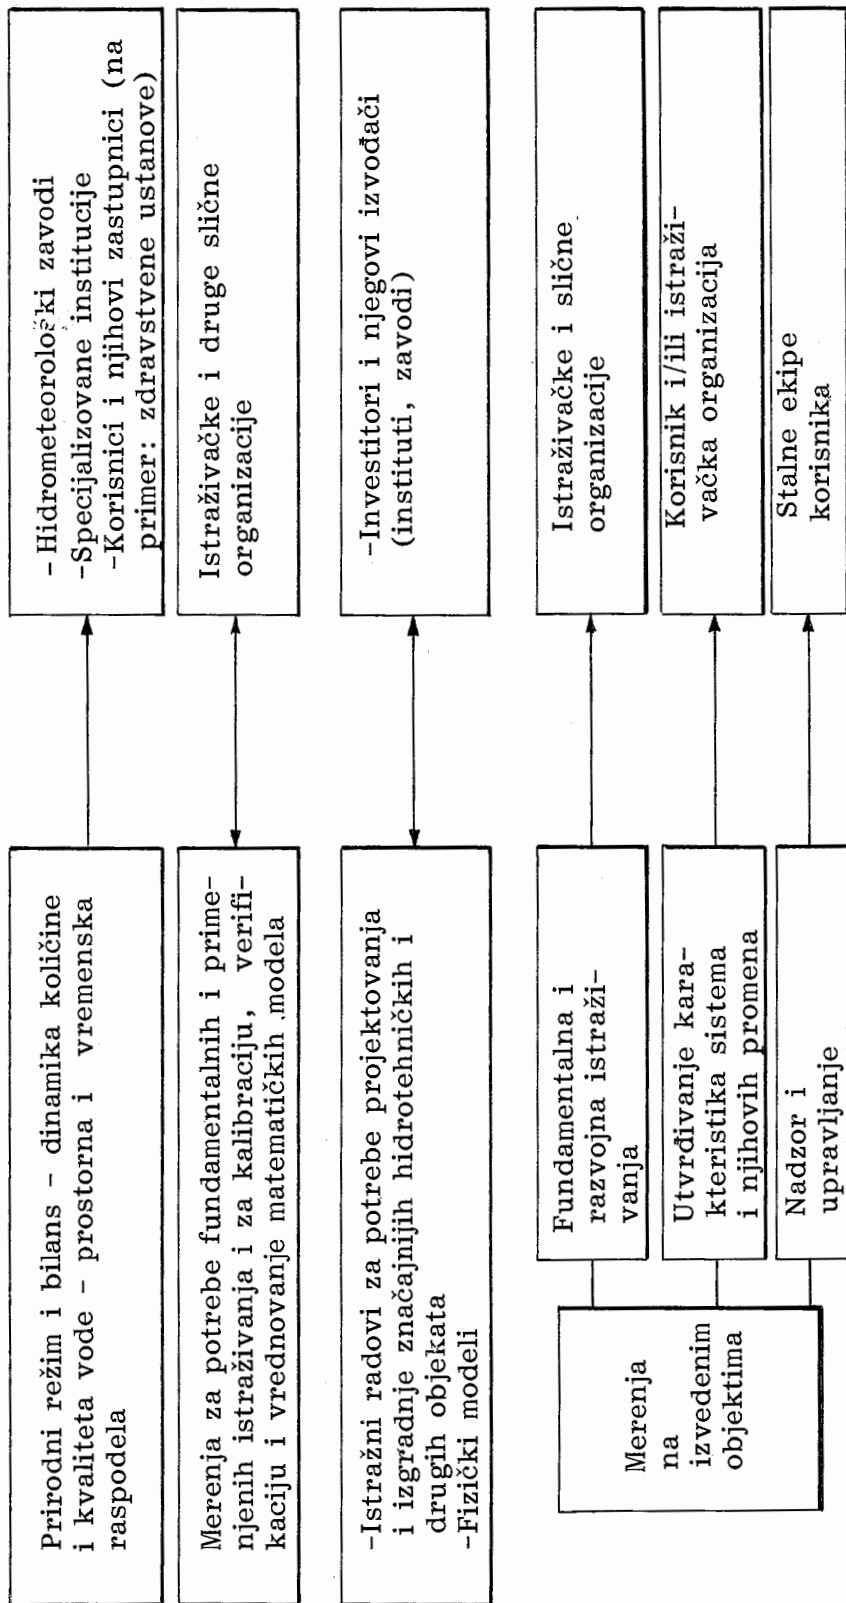 Prirodni režim i bilans – dinamika količine
i kvaliteta vode – prostorna i vremenska
raspodela
–Hidrometeorološki zavodi
–Specijalizovane institucije
–Korisnici i njihovi zastupnici (na
primer: zdravstvene ustanove)
Merenja za potrebe fundamentalnih i prime–
njenih istraživanja i za kalibraciju, verifi–
kaciju i vrednovanje matematičkih modela
Istraživačke i druge slične
organizacije
–Istražni radovi za potrebe projektovanja
i izgradnje značajnijih hidrotehničkih i
drugih objekata
–Fizički modeli
–Investitori i njegovi izvođači
(instituti, zavodi)
Merenja
na
izvedenim
objektima
Fundamentalna i
razvojna istraži–
vanja
Istraživačke i slične
organizacije
Utvrđivanje kara–
kteristika sistema
i njihovih promena
Korisnik i/ili istraži–
vačka organizacija
Nadzor i
upravljanje
Stalne ekipe
korisnika